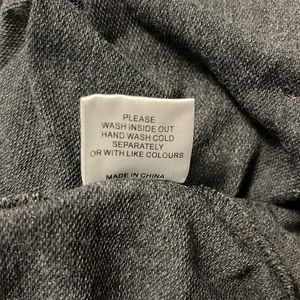 PLEASE
WASH INSIDE OUT
HAND WASH COLD
SEPARATELY
OR WITH LIKE COLOURS
MADE IN CHINA